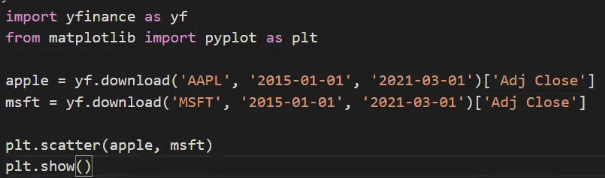 import yfinance as yf
from matplotlib import pyplot as plt
apple = yf.download('AAPL', '2015-01-01', '2021-03-01')['Adj Close']
msft = yf.download('MSFT', '2015-01-01', '2021-03-01')['Adj Close']
plt.scatter(apple, msft)
plt.show()